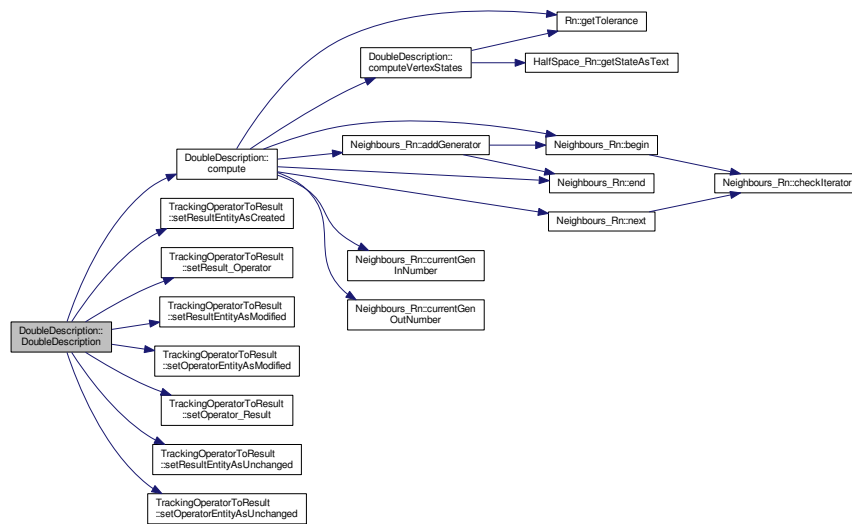 Rn::getTolerance
DoubleDescription::
computeVertexStates
HalfSpace_Rn::getStateAsText
DoubleDescription::
compute
Neighbours_Rn::addGenerator
Neighbours_Rn::begin
Neighbours_Rn::end
Neighbours_Rn::checkIterator
Neighbours_Rn::next
TrackingOperatorToResult
::setResultEntityAsCreated
TrackingOperatorToResult
::setResult_Operator
Neighbours_Rn::currentGen
InNumber
TrackingOperatorToResult
::setResultEntityAsModified
Neighbours_Rn::currentGen
OutNumber
DoubleDescription::
DoubleDescription
TrackingOperatorToResult
::setOperatorEntityAsModified
TrackingOperatorToResult
::setOperator_Result
TrackingOperatorToResult
::setResultEntityAsUnchanged
TrackingOperatorToResult
::setOperatorEntityAsUnchanged